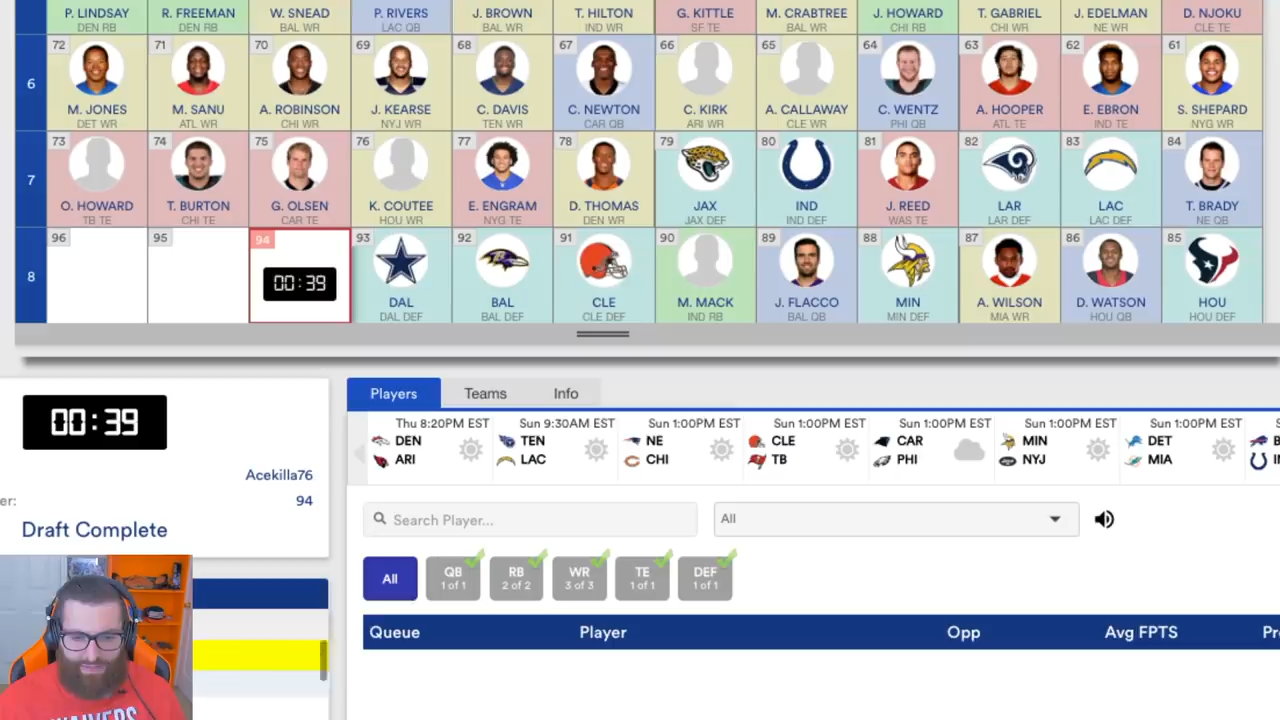 P. LINDSAY R. FREEMAN W. SNEAD P. RIVERS J. BROWN T. HILTON G. KITTLE M. CRABTREE J. HOWARD T. GABRIEL J. EDELMAN D. NJOKU
DEN RB DEN RB BAL WR LAC QB BAL WR IND WR SF TE BAL WR CHI RB CHI WR NE WR CLE TE
6
72 71 70 69 68 67 66 65 64 63 62 61
M. JONES M. SANU A. ROBINSON J. KEARSE C. DAVIS C. NEWTON C. KIRK A. CALLAWAY C. WENTZ A. HOOPER E. EBRON S. SHEPARD
DET WR ATL WR CHI WR NYJ WR TEN WR CAR QB ARI WR CLE WR PHI QB ATL TE IND TE NYG WR
7
73 74 75 76 77 78 79 80 81 82 83 84
O. HOWARD T. BURTON G. OLSEN K. COUTEE E. ENGRAM D. THOMAS JAX IND J. REED LAR LAC T. BRADY
TB TE CHI TE CAR TE HOU WR NYG TE DEN WR JAX DEF IND DEF WAS TE LAR DEF LAC DEF NE QB
8
96 95 94 93 92 91 90 89 88 87 86 85
00:39
DAL BAL CLE M. MACK J. FLACCO MIN A. WILSON D. WATSON HOU
DAL DEF BAL DEF CLE DEF IND RB BAL QB MIN DEF MIA WR HOU QB HOU DEF
00:39
Acekilla76
er: 94
Draft Complete
Players Teams Info
Thu 8:20PM EST Sun 9:30AM EST Sun 1:00PM EST Sun 1:00PM EST Sun 1:00PM EST Sun 1:00PM EST Sun 1:00PM EST S
DEN TEN NE CLE CAR MIN DET B
ARI LAC CHI TB PHI NYJ MIA IN
Search Player... All
All
QB RB WR TE DEF
1 of 1 2 of 2 3 of 3 1 of 1 1 of 1
Queue Player Opp Avg FPTS Pr
WAIVERS